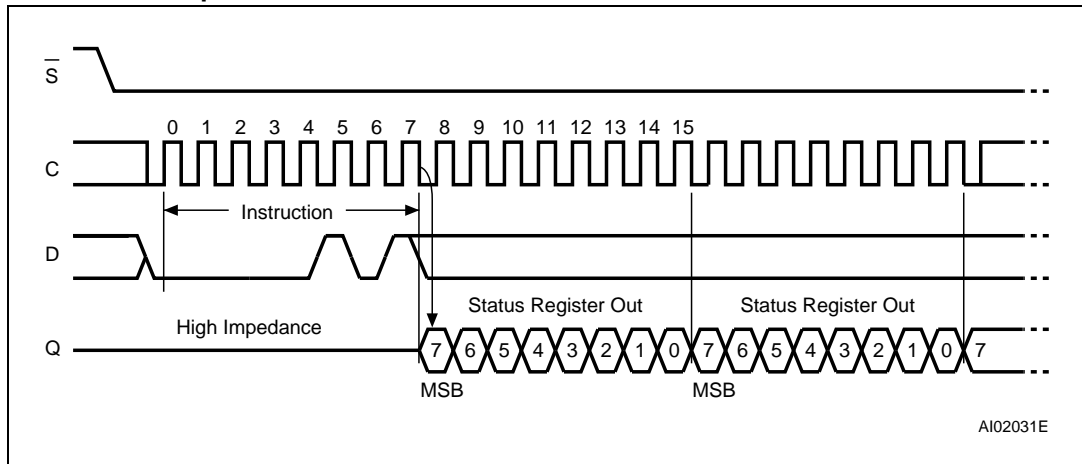 S
0 1 2 3 4 5 6 7 8 9 10 11 12 13 14 15
C
Instruction
D
Status Register Out Status Register Out
High Impedance
Q 7 6 5 4 3 2 1 0 7 6 5 4 3 2 1 0 7
MSB MSB
AI02031E